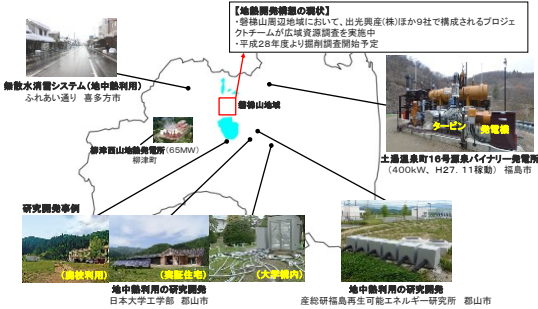 【地熱開発構想の現状】
・磐梯山周辺地域において、出光興産(株)ほか9社で構成されるプロジェ
クトチームが広域資源調査を実施中
・平成28年度より掘削調査開始予定
無散水消雪システム(地中熱利用)
ふれあい通り 喜多方市
磐梯山地域
柳津西山地熱発電所(65MW)
柳津町
タービン
発電機
土湯温泉町16号源泉バイナリー発電所
(400kW、H27.11稼動) 福島市
研究開発事例
(廃校利用)
(実証住宅)
(大学構内)
地中熱利用の研究開発
日本大学工学部 郡山市
地中熱利用の研究開発
産総研福島再生可能エネルギー研究所 郡山市